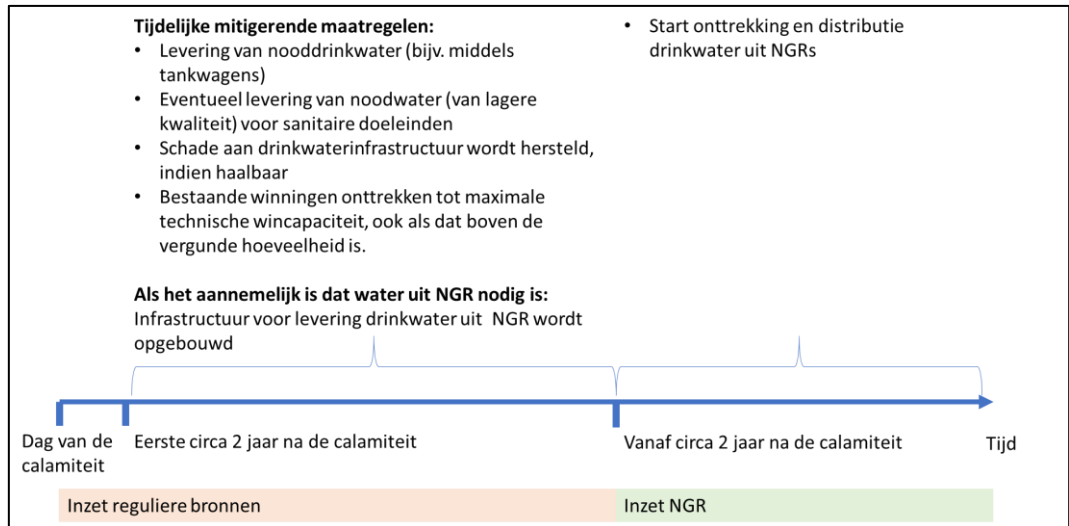 Tijdelijke mitigerende maatregelen:
• Levering van nooddrinkwater (bijv. middels
tankwagens)
• Eventueel levering van noodwater (van lagere
kwaliteit) voor sanitaire doeleinden
• Schade aan drinkwaterinfrastructuur wordt hersteld,
indien haalbaar
• Bestaande winningen onttrekken tot maximale
technische wincapaciteit, ook als dat boven de
vergunde hoeveelheid is.
Als het aannemelijk is dat water uit NGR nodig is:
Infrastructuur voor levering drinkwater uit NGR wordt
opgebouwd
• Start onttrekking en distributie
drinkwater uit NGRs
Dag van de
calamiteit
Eerste circa 2 jaar na de calamiteit
Vanaf circa 2 jaar na de calamiteit
Tijd
Inzet reguliere bronnen
Inzet NGR